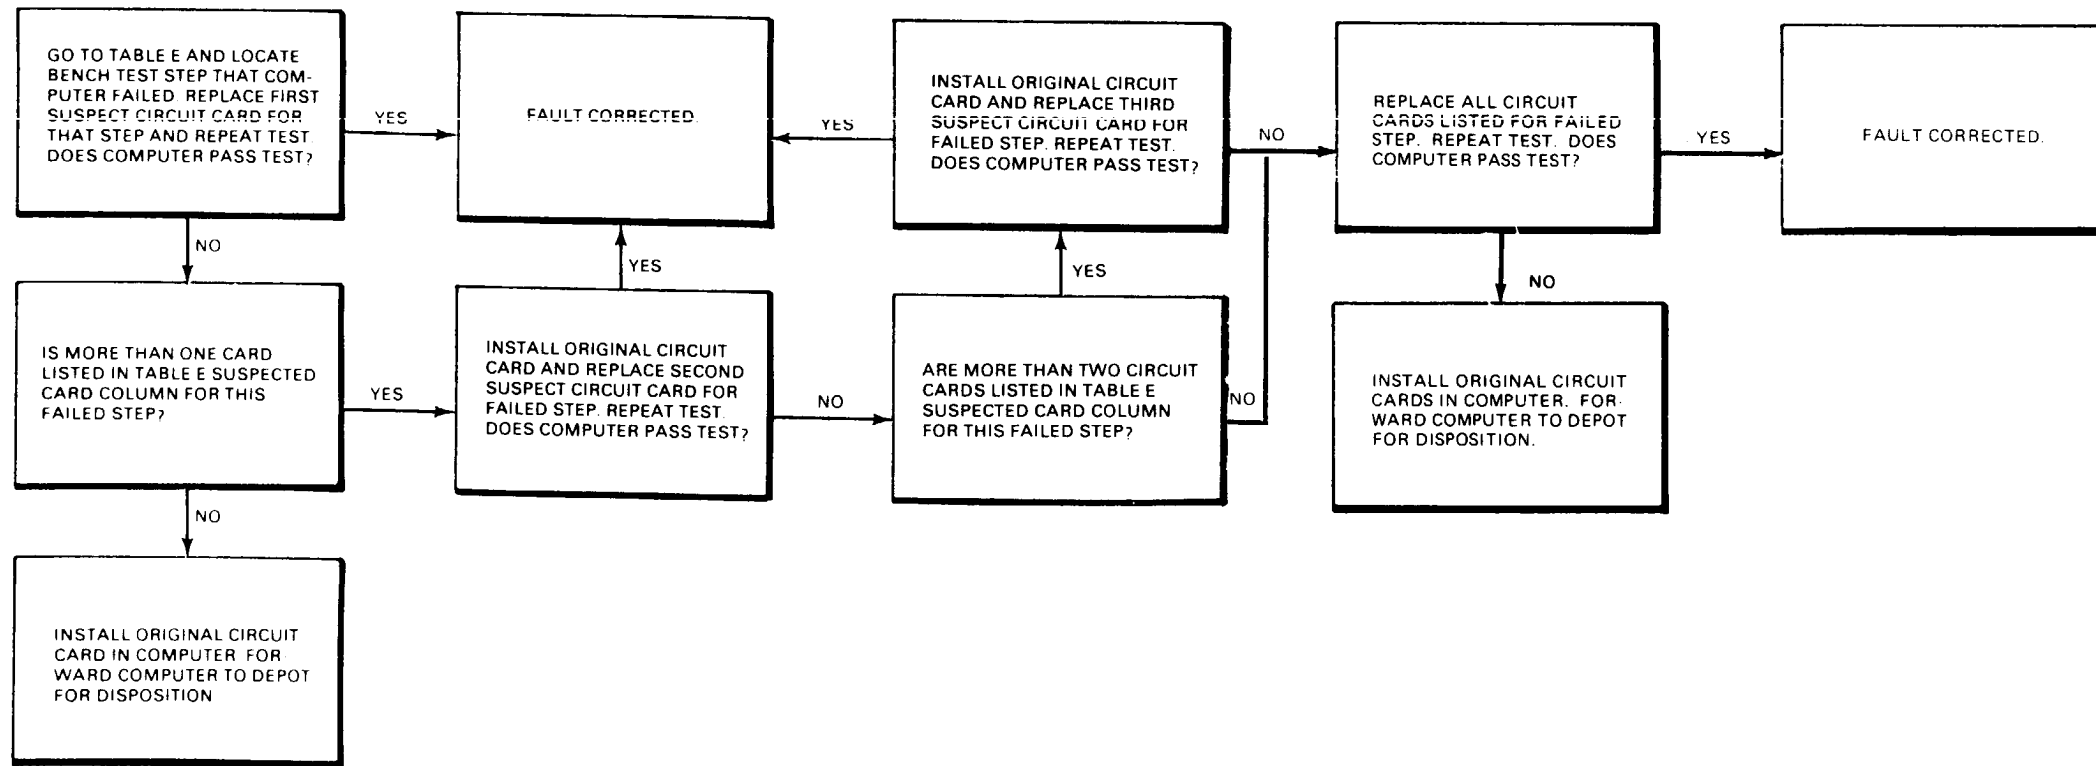 GO TO TABLE E AND LOCATE
BENCH TEST STEP THAT COM-
PUTER FAILED. REPLACE FIRST
SUSPECT CIRCUIT CARD FOR
THAT STEP AND REPEAT TEST.
DOES COMPUTER PASS TEST?
YES
FAULT CORRECTED.
YES
INSTALL ORIGINAL CIRCUIT
CARD AND REPLACE THIRD
SUSPECT CIRCUIT CARD FOR
FAILED STEP. REPEAT TEST.
DOES COMPUTER PASS TEST?
NO
REPLACE ALL CIRCUIT
CARDS LISTED FOR FAILED
STEP. REPEAT TEST. DOES
COMPUTER PASS TEST?
YES
FAULT CORRECTED.
NO
YES
YES
NO
IS MORE THAN ONE CARD
LISTED IN TABLE E SUSPECTED
CARD COLUMN FOR THIS
FAILED STEP?
YES
INSTALL ORIGINAL CIRCUIT
CARD AND REPLACE SECOND
SUSPECT CIRCUIT CARD FOR
FAILED STEP. REPEAT TEST.
DOES COMPUTER PASS TEST?
NO
ARE MORE THAN TWO CIRCUIT
CARDS LISTED IN TABLE E
SUSPECTED CARD COLUMN
FOR THIS FAILED STEP?
NO
INSTALL ORIGINAL CIRCUIT
CARDS IN COMPUTER. FOR-
WARD COMPUTER TO DEPOT
FOR DISPOSITION.
NO
INSTALL ORIGINAL CIRCUIT
CARD IN COMPUTER FOR-
WARD COMPUTER TO DEPOT
FOR DISPOSITION